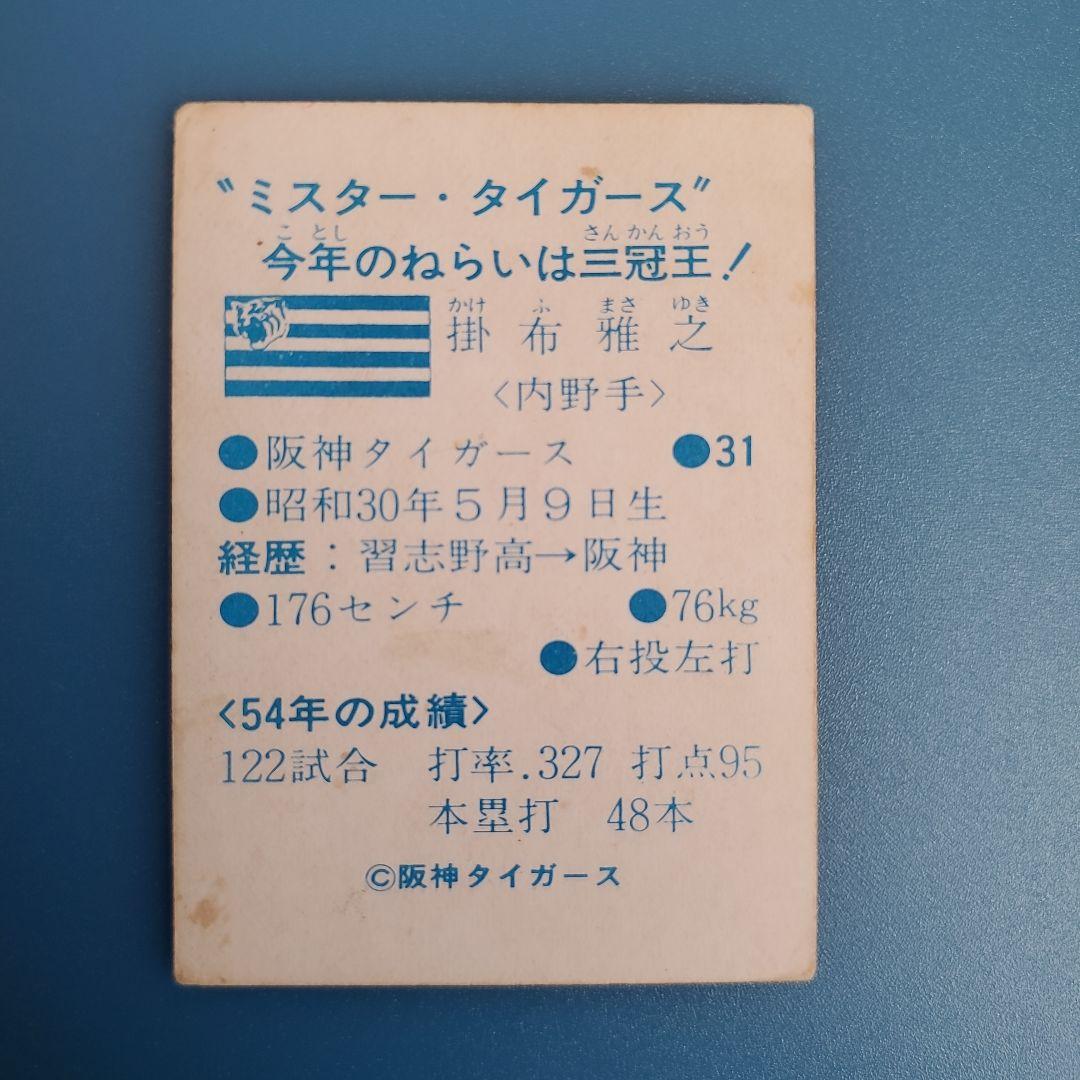 "ミスター・タイガース"
こ とし さん かん おう
今年のねらいは三冠王!
かけ ふ まさ ゆき
掛布雅之
〈内野手〉
●阪神タイガース ●31
●昭和30年5月9日生
経歴：習志野高→阪神
●176センチ ●76kg
●右投左打
〈54年の成績〉
122試合 打率.327 打点95
本塁打 48本
©阪神タイガース